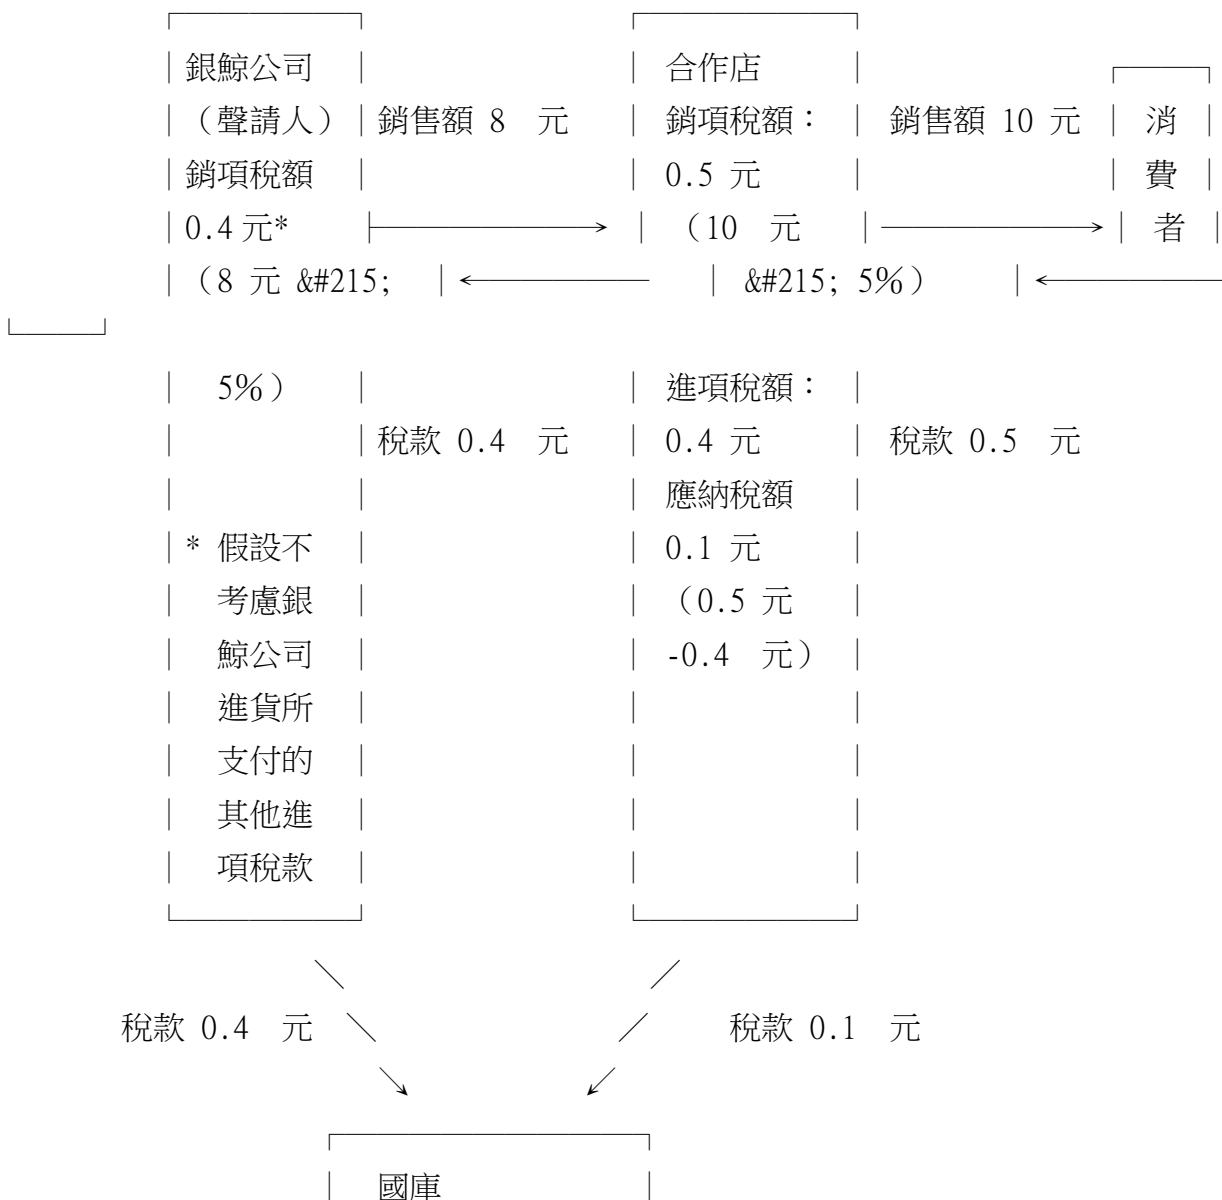 銀鯨公司 合作店
（聲請人） 銷售額 8 元 銷項稅額： 銷售額 10 元 消
銷項稅額 0.5 元 費
0.4元* （10 元 者
（8 元 &#215; &#215; 5%）
5%） 進項稅額：
稅款 0.4 元 0.4 元 稅款 0.5 元
應納稅額
* 假設不 0.1 元
考慮銀 （0.5 元
鯨公司 -0.4 元）
進貨所
支付的
其他進
項稅款
稅款 0.4 元 稅款 0.1 元
國庫